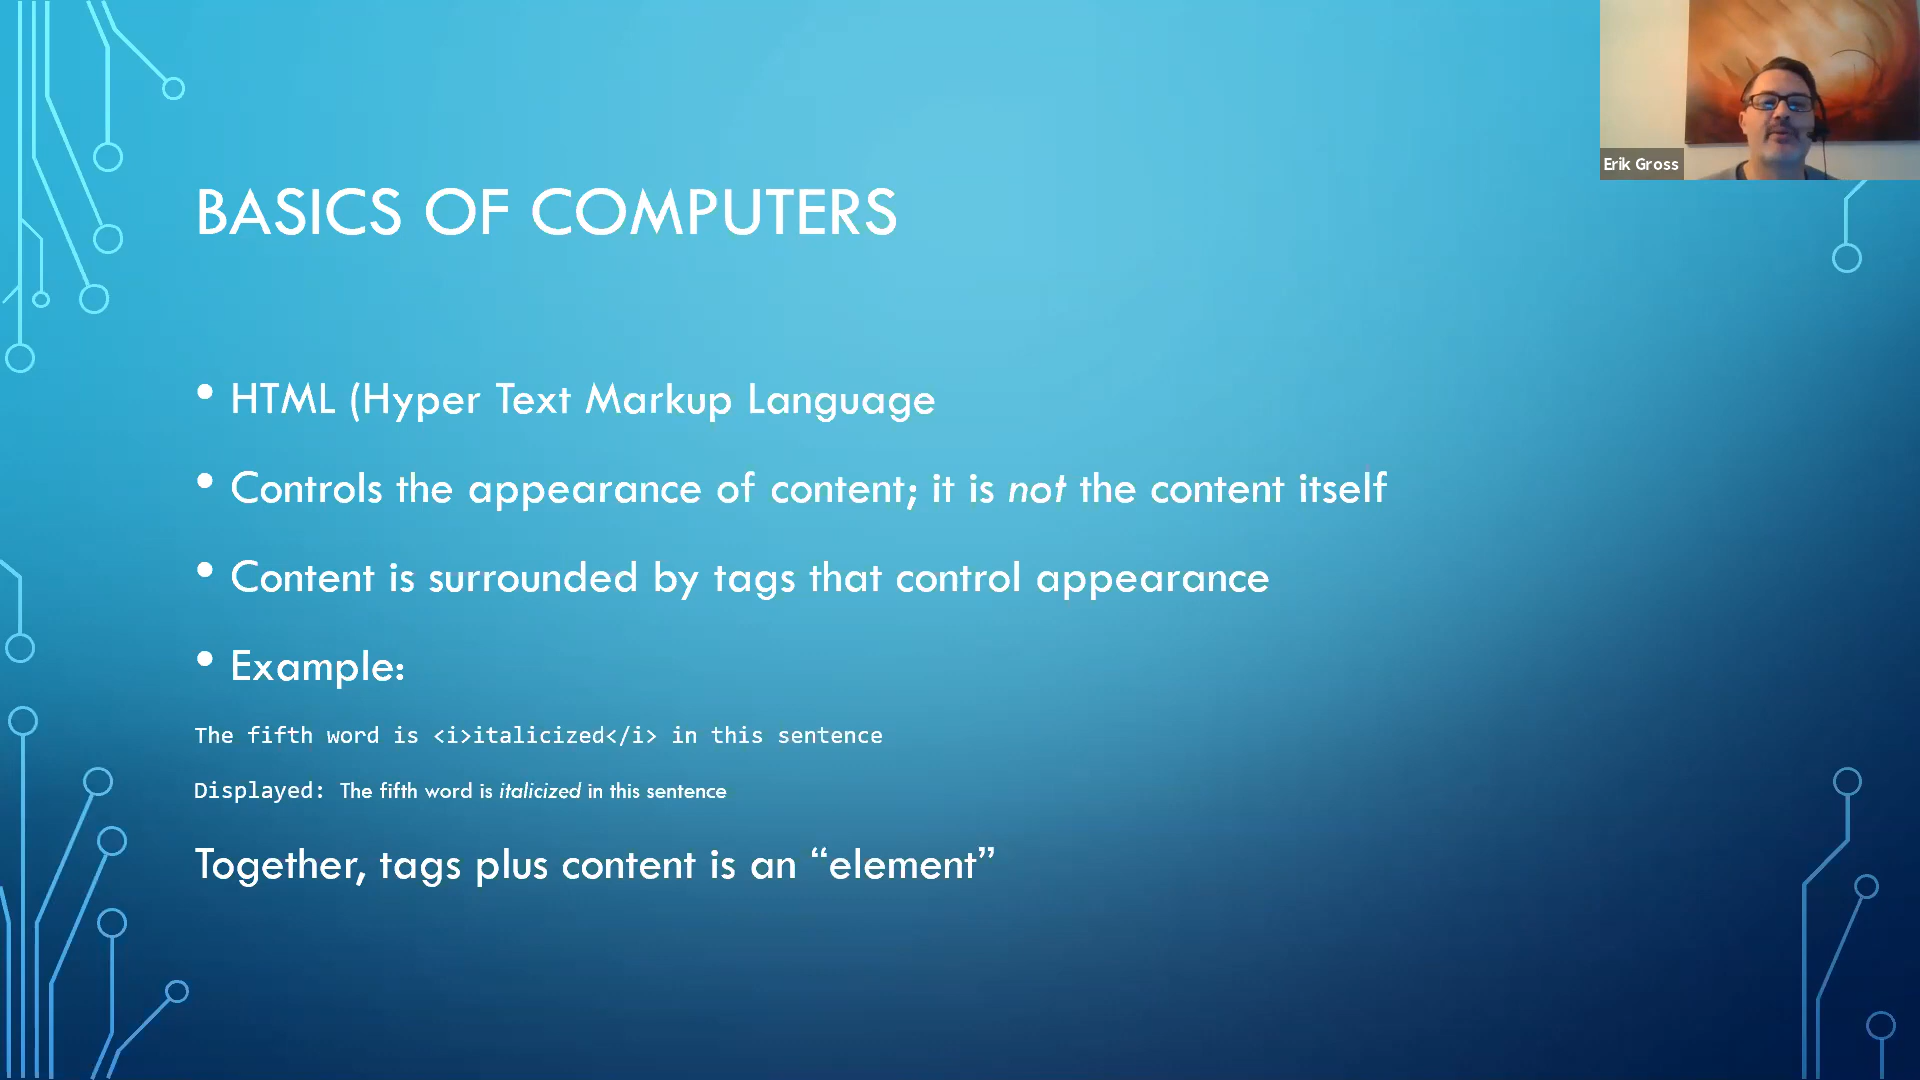 Erik Gross
BASICS OF COMPUTERS
• HTML (Hyper Text Markup Language
• Controls the appearance of content; it is not the content itself
• Content is surrounded by tags that control appearance
• Example:
The fifth word is <i>italicized</i> in this sentence
Displayed: The fifth word is italicized in this sentence
Together, tags plus content is an “element”